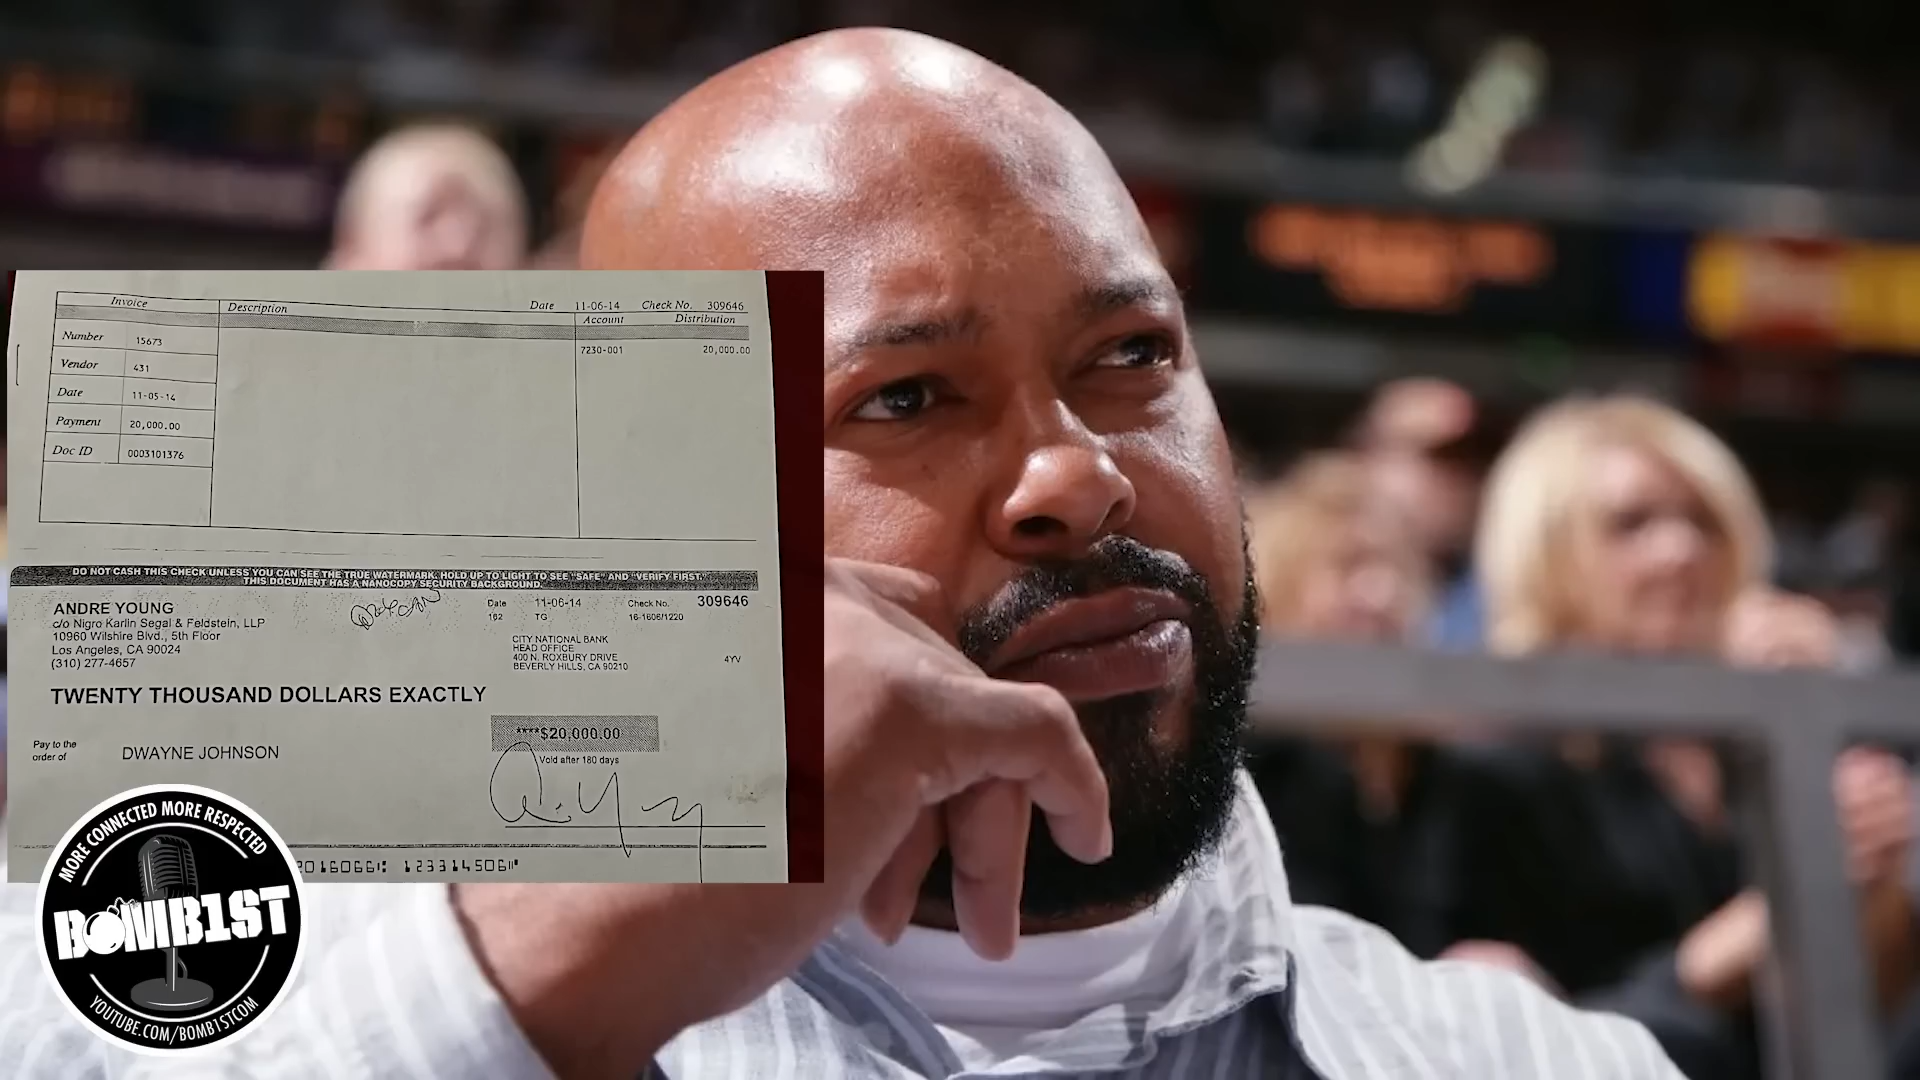 Invoice Description Date 11-06-14 Check No. 309646
Account Distribution
Number 15673
7230-001 20,000.00
Vendor 431
Date 11-05-14
Payment 20,000.00
Doc ID 0003101376
DO NOT CASH THIS CHECK UNLESS YOU CAN SEE THE TRUE WATERMARK. HOLD UP TO LIGHT TO SEE "SAFE" AND "VERIFY FIRST."
THIS DOCUMENT HAS A NANOCOPY SECURITY BACKGROUND.
ANDRE YOUNG
c/o Nigro Karlin Segal & Feldstein, LLP
10960 Wilshire Blvd., 5th Floor
Los Angeles, CA 90024
(310) 277-4657
Date 11-06-14 Check No. 309646
162 TG 16-1606/1220
CITY NATIONAL BANK
HEAD OFFICE
400 N. ROXBURY DRIVE
BEVERLY HILLS, CA 90210
4YV
TWENTY THOUSAND DOLLARS EXACTLY
****$20,000.00
Void after 180 days
Pay to the
order of
DWAYNE JOHNSON
MORE CONNECTED MORE RESPECTED
BOMB1ST
YOUTUBE.COM/BOMB1STCOM